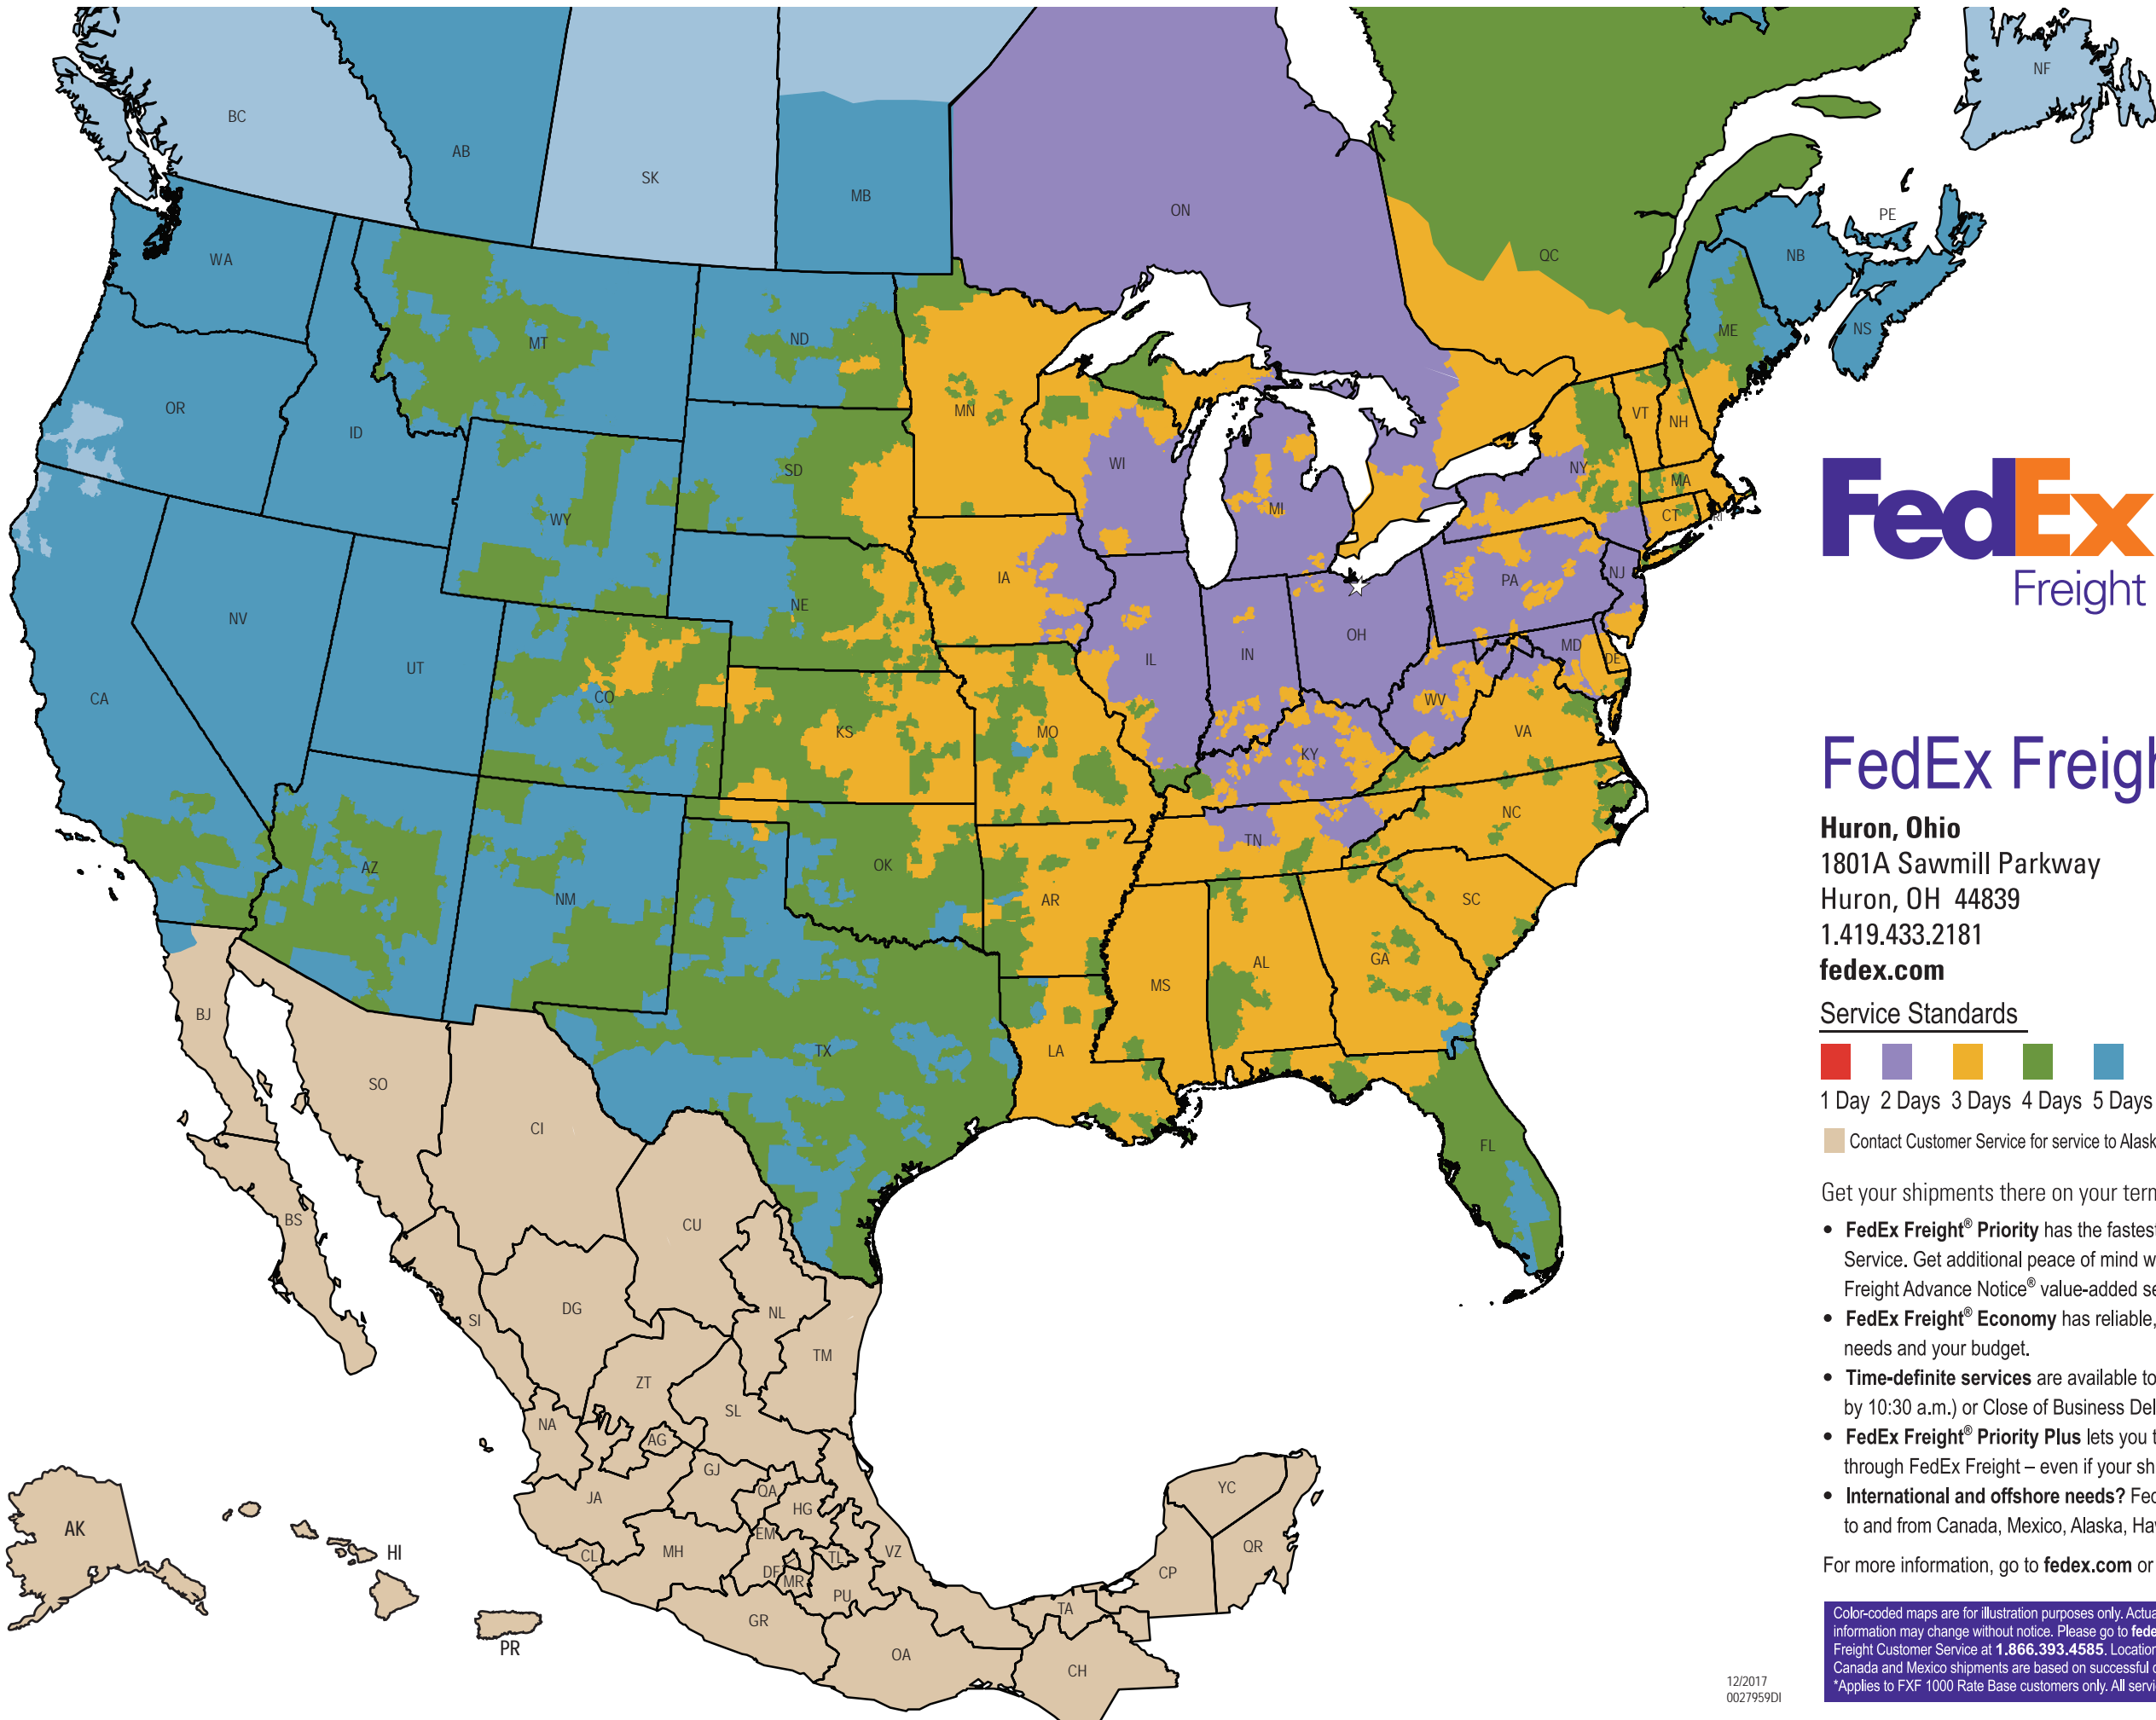 BC
AB
SK
MB
ON
QC
NF
PE
NB
NS
WA
OR
ID
MT
ND
MN
SD
WY
WI
MI
ME
VT
NH
NY
MA
CT
RI
CA
NV
UT
CO
NE
IA
IL
IN
OH
PA
NJ
MD
DE
WV
VA
KS
MO
KY
AZ
NM
OK
AR
TN
NC
SC
TX
LA
MS
AL
GA
FL
BJ
SO
CI
BS
CU
SI
DG
NL
TM
ZT
NA
SL
AG
JA
GJ
QA
HG
EM
CL
MH
DF
MR
TL
VZ
PU
GR
OA
TA
CH
CP
YC
QR
AK
HI
PR
FedEx
Freight
FedEx Freigh
Huron, Ohio
1801A Sawmill Parkway
Huron, OH 44839
1.419.433.2181
fedex.com
Service Standards
1 Day 2 Days 3 Days 4 Days 5 Days
Contact Customer Service for service to Alask
Get your shipments there on your tern
• FedEx Freight® Priority has the fastest
Service. Get additional peace of mind w
Freight Advance Notice® value-added se
• FedEx Freight® Economy has reliable,
needs and your budget.
• Time-definite services are available to
by 10:30 a.m.) or Close of Business Del
• FedEx Freight® Priority Plus lets you t
through FedEx Freight – even if your sh
• International and offshore needs? Fed
to and from Canada, Mexico, Alaska, Hav
For more information, go to fedex.com or
Color-coded maps are for illustration purposes only. Actua
information may change without notice. Please go to fede
Freight Customer Service at 1.866.393.4585. Location
Canada and Mexico shipments are based on successful c
*Applies to FXF 1000 Rate Base customers only. All servi
12/2017
0027959DI